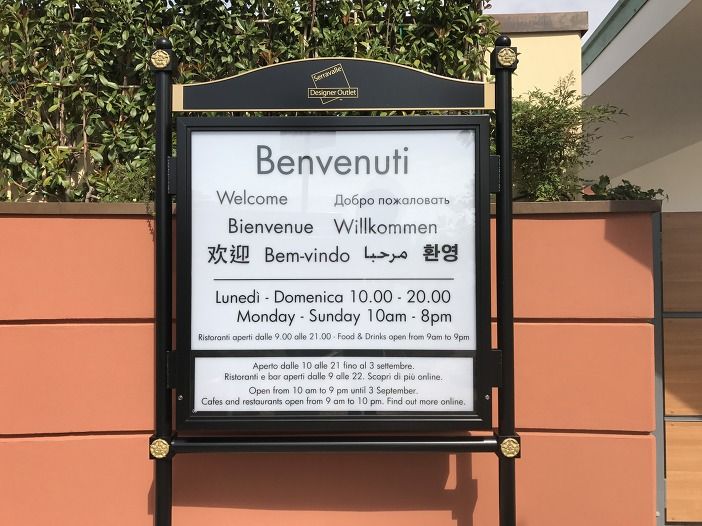 Serravalle
Designer Outlet
Benvenuti
Welcome Добро пожаловать
Bienvenue Willkommen
欢迎 Bem-vindo مرحبا 환영
Lunedì - Domenica 10.00 - 20.00
Monday - Sunday 10am - 8pm
Ristoranti aperti dalle 9.00 alle 21.00 - Food & Drinks open from 9am to 9pm
Aperto dalle 10 alle 21 fino al 3 settembre.
Ristoranti e bar aperti dalle 9 alle 22. Scopri di più online.
Open from 10 am to 9 pm until 3 September.
Cafes and restaurants open from 9 am to 10 pm. Find out more online.